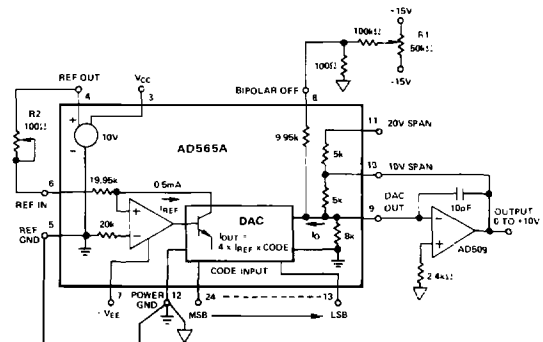 -15V
100kΩ
R1
50kΩ
100Ω
-15V
REF OUT
VCC
4
3
BIPOLAR OFF
8
R2
100Ω
+
10V
-
AD565A
9.95k
11 20V SPAN
5k
10 10V SPAN
5k
6
REF IN
19.95k
0.5mA
IREF
DAC
IOUT =
4 x IREF x CODE
CODE INPUT
IO
8k
9
DAC OUT
10pF
OUTPUT
0 TO +10V
AD509
2.4kΩ
5
REF GND
20k
7
-VEE
POWER GND
12
24
MSB
13
LSB